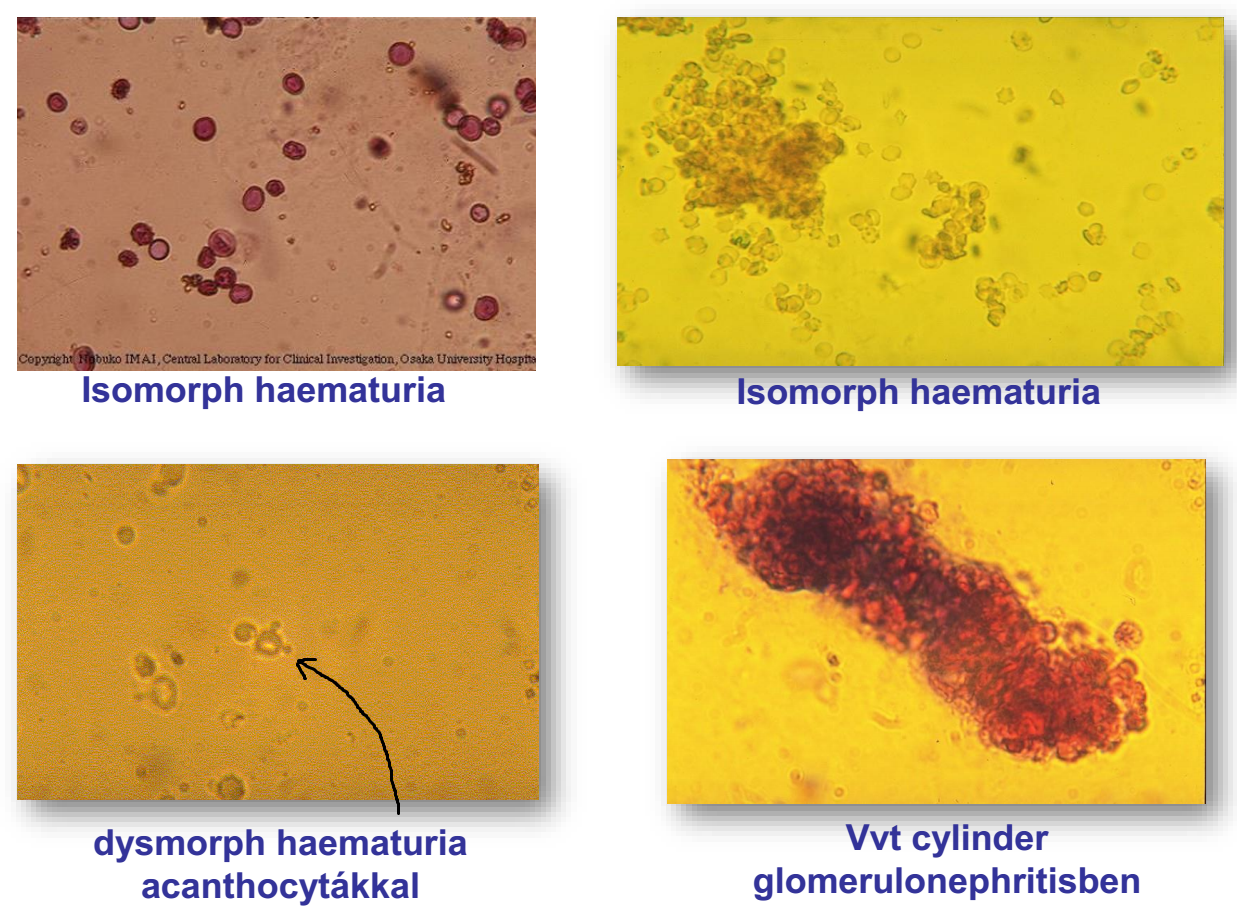 Copyright Nobuko IMAI, Central Laboratory for Clinical Investigation, Osaka University Hospita
Isomorph haematuria
Isomorph haematuria
dysmorph haematuria
acanthocytákkal
Vvt cylinder
glomerulonephritisben